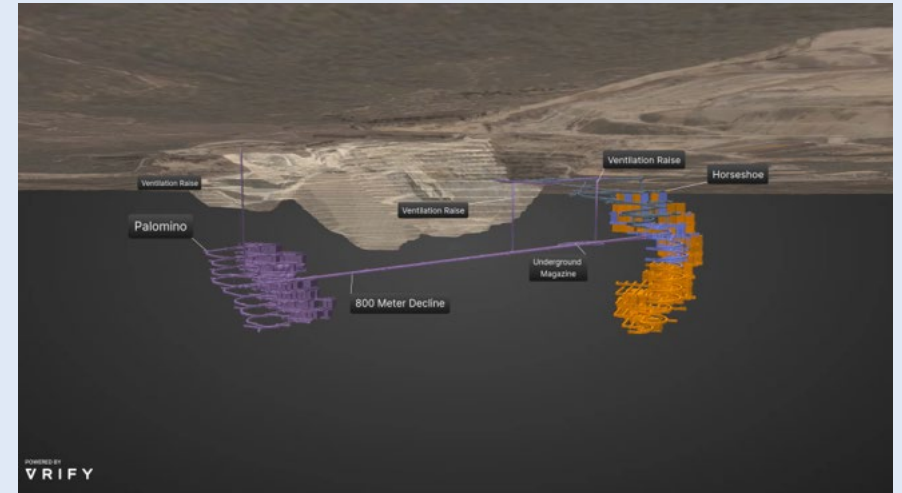 Ventilation Raise
Horseshoe
Ventilation Raise
Ventilation Raise
Palomino
Underground
Magazine
800 Meter Decline
POWERED BY
VRIFY